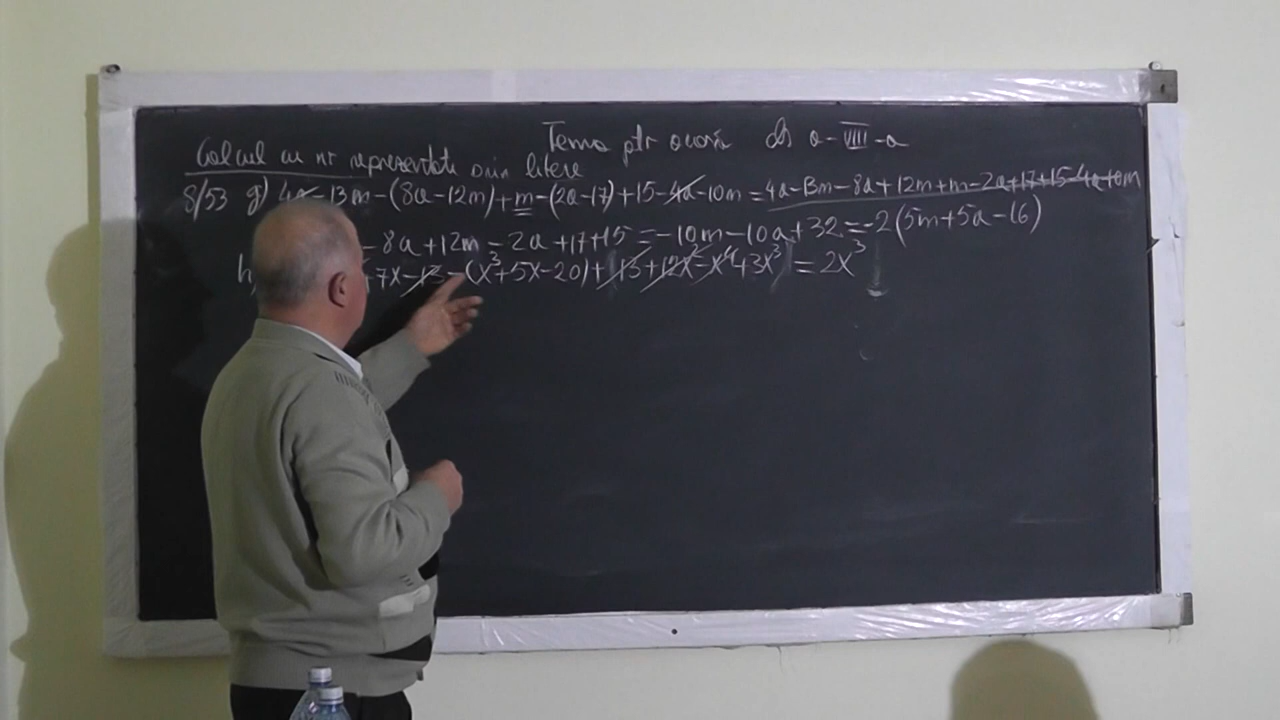 Tema ptr acasă cls a-VIII-a
Calcul cu nr reprezentate prin litere
8/53 g) 4a-13m-(8a-12m)+m-(2a-17)+15-4a-10m=4a-13m-8a+12m+m-2a+17+15-4a-10m
-8a+12m-2a+17+15=-10m-10a+32=-2(5m+5a-16)
h 7x-13-(x³+5x-20)+13+12x²-x⁴+3x³=2x³